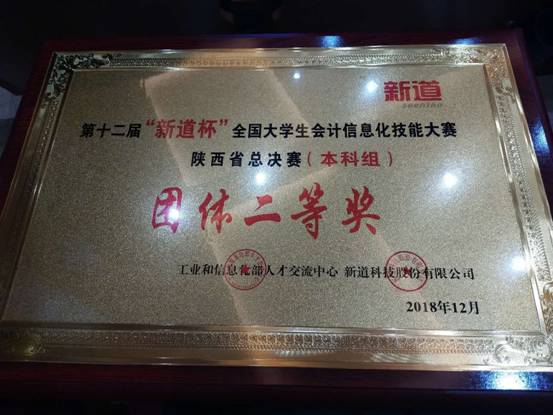 新道
seentao
第十二届“新道杯”全国大学生会计信息化技能大赛
陕西省总决赛（本科组）
团体二等奖
工业和信息化部人才交流中心 新道科技股份有限公司
2018年12月